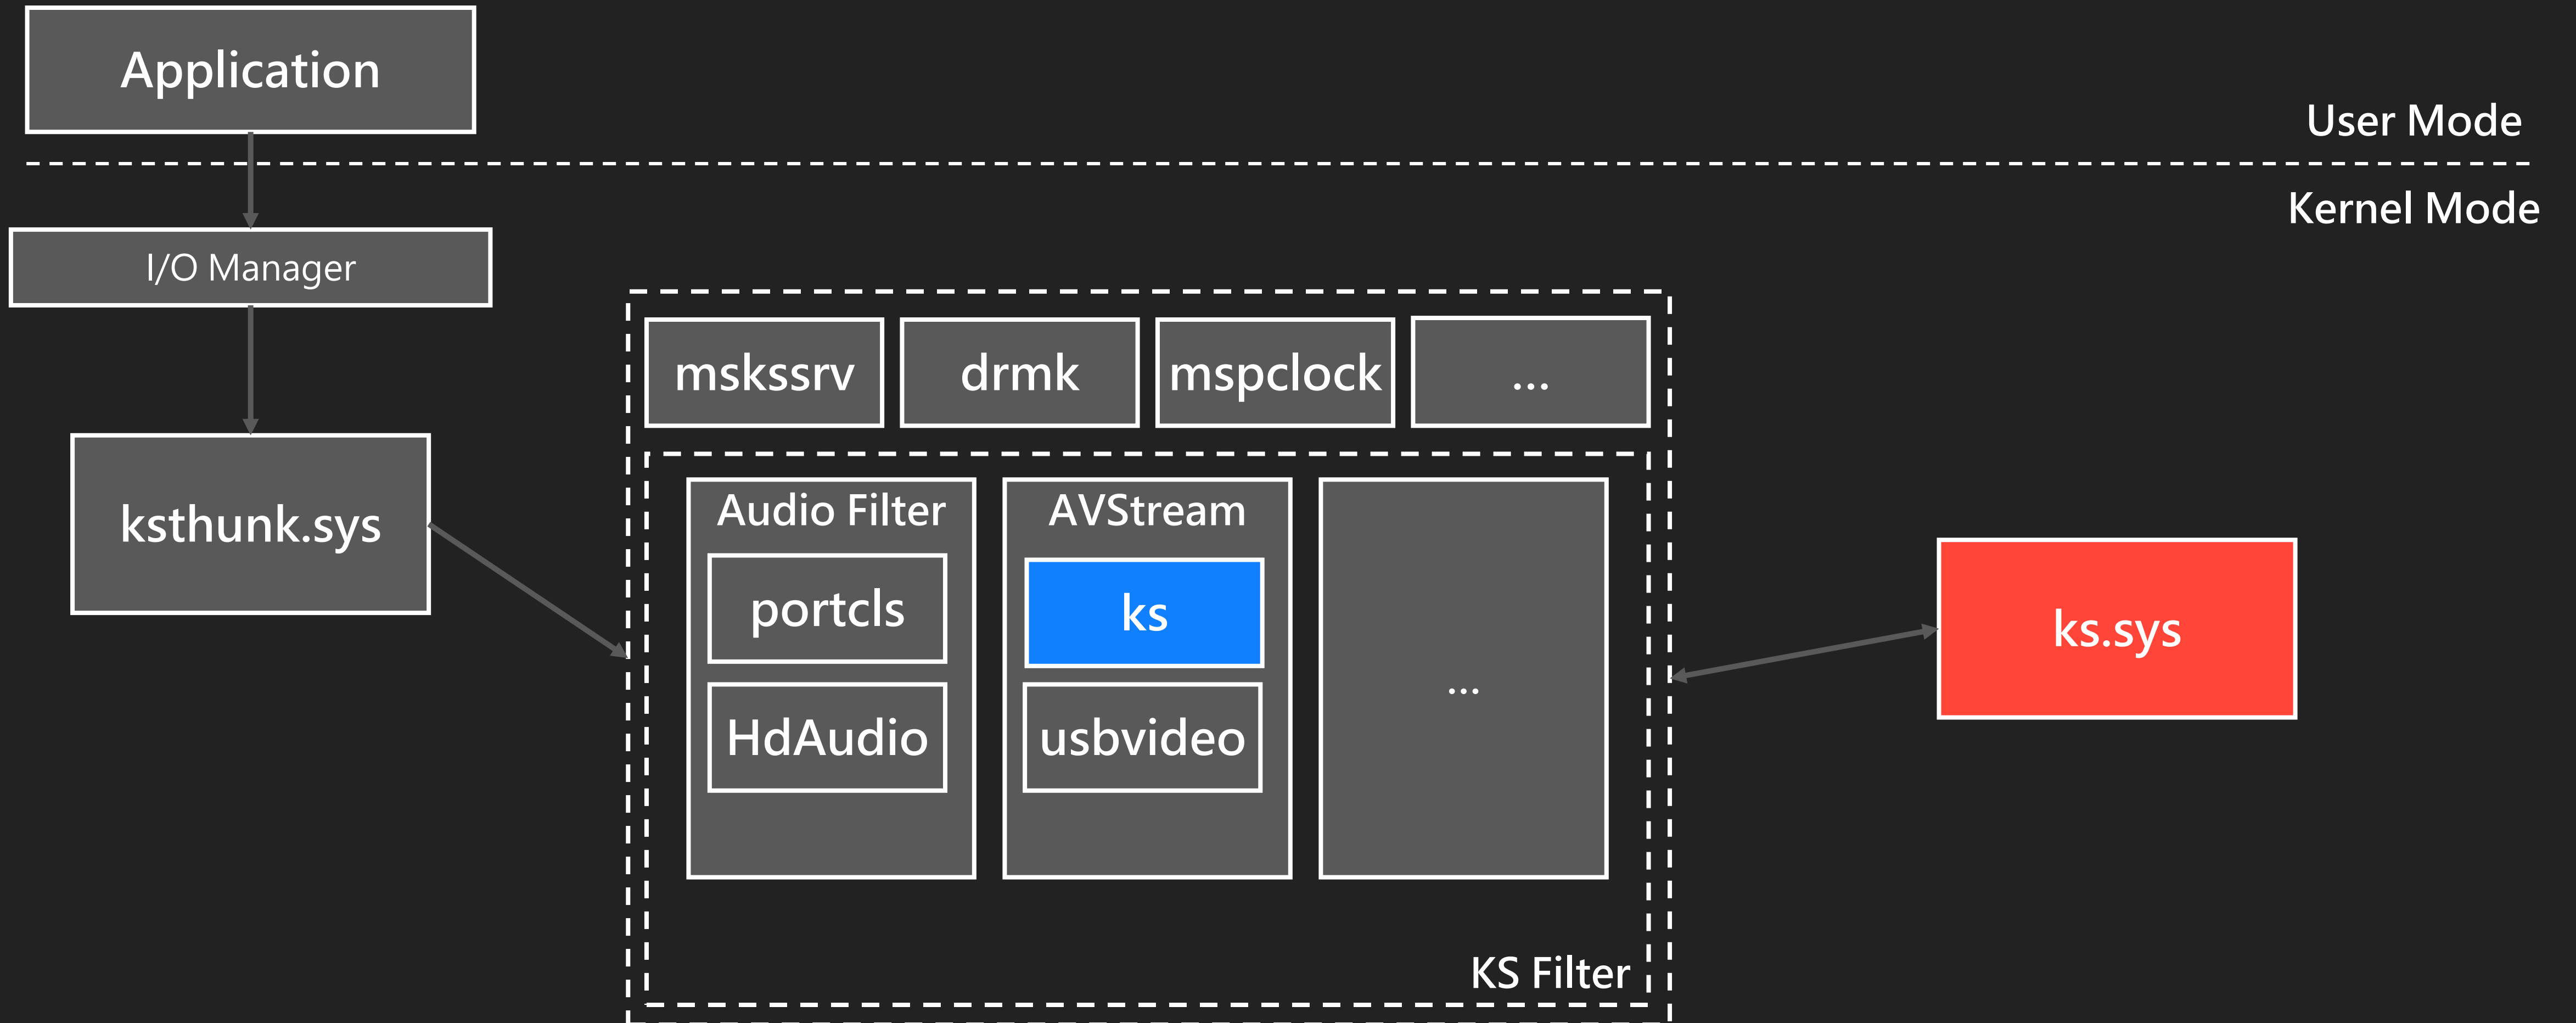 Application
User Mode
Kernel Mode
I/O Manager
mskssrv
drmk
mspclock
...
ksthunk.sys
Audio Filter
portcls
HdAudio
AVStream
ks
usbvideo
...
ks.sys
KS Filter